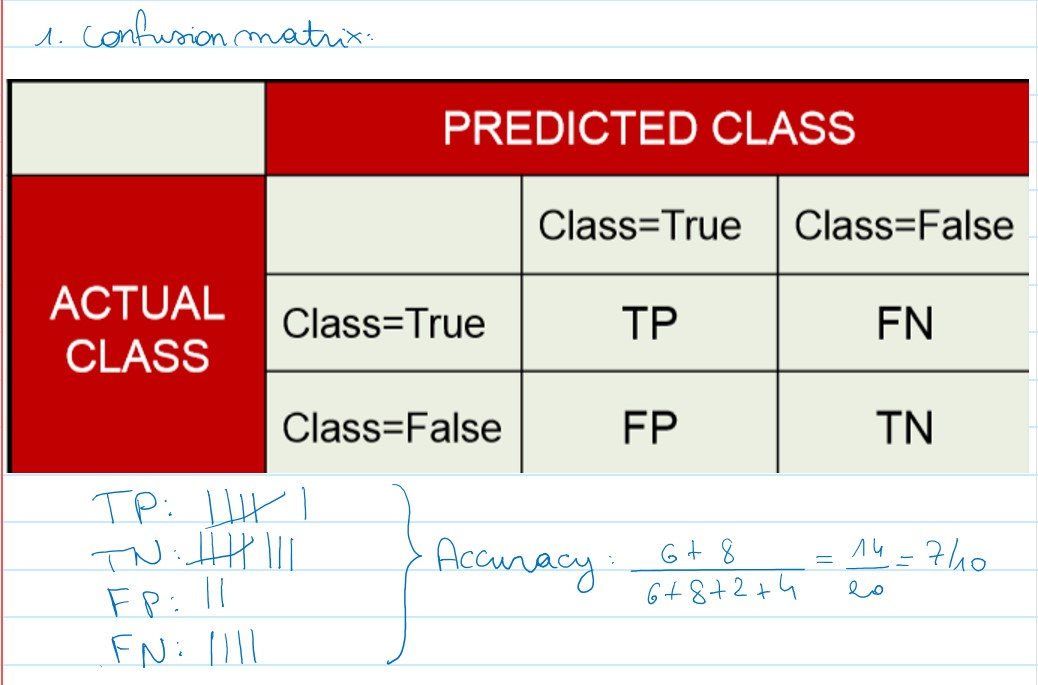 1. Confusion matrix:
PREDICTED CLASS
Class=True Class=False
ACTUAL
CLASS
Class=True TP FN
Class=False FP TN
TP: |||| |
TN: |||| |||
FP: ||
FN: ||||
Accuracy: 6+8 / 6+8+2+4 = 14/20 = 7/10